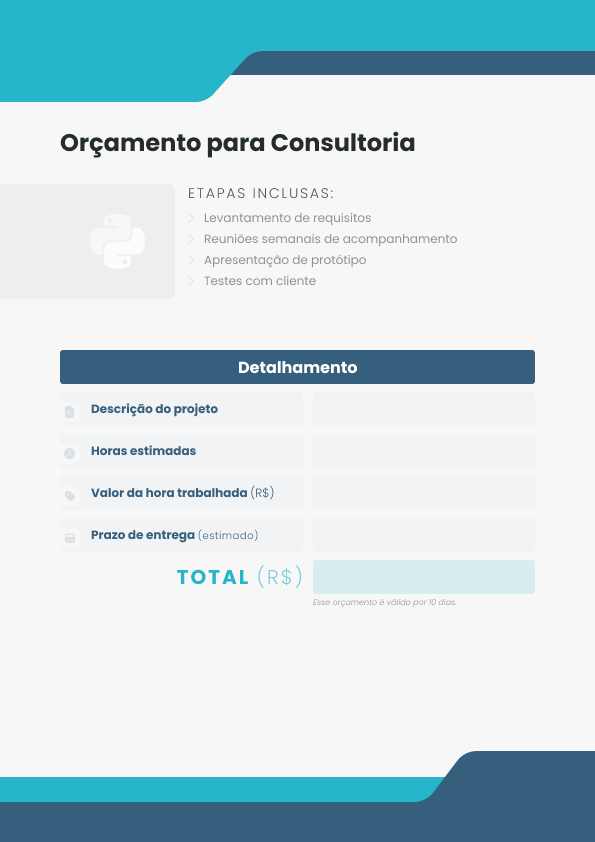 Orçamento para Consultoria
ETAPAS INCLUSAS:
Levantamento de requisitos
Reuniões semanais de acompanhamento
Apresentação de protótipo
Testes com cliente
Detalhamento
Descrição do projeto
Horas estimadas
Valor da hora trabalhada (R$)
Prazo de entrega (estimado)
TOTAL (R$)
Esse orçamento é válido por 10 dias.